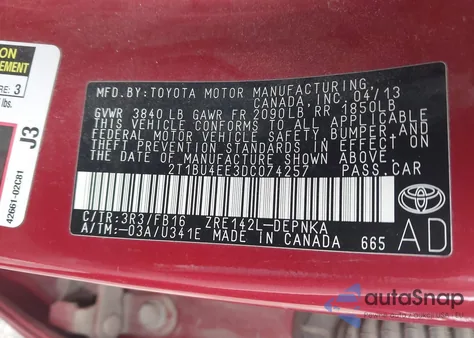 ON
EMENT
RE: 3
lbs.
J3
42661-02C81
MFD. BY:TOYOTA MOTOR MANUFACTURING,
CANADA, INC. 04/13
GVWR 3840 LB GAWR FR 2090LB RR 1850LB
THIS VEHICLE CONFORMS TO ALL APPLICABLE
FEDERAL MOTOR VEHICLE SAFETY, BUMPER, AND
THEFT PREVENTION STANDARDS IN EFFECT ON
THE DATE OF MANUFACTURE SHOWN ABOVE.
2T1BU4EE3DC074257 PASS.CAR
C/TR:3R3/FB16 ZRE142L-DEPNKA
A/TM:-03A/U341E MADE IN CANADA 665
TOYOTA
AD
autoSnap